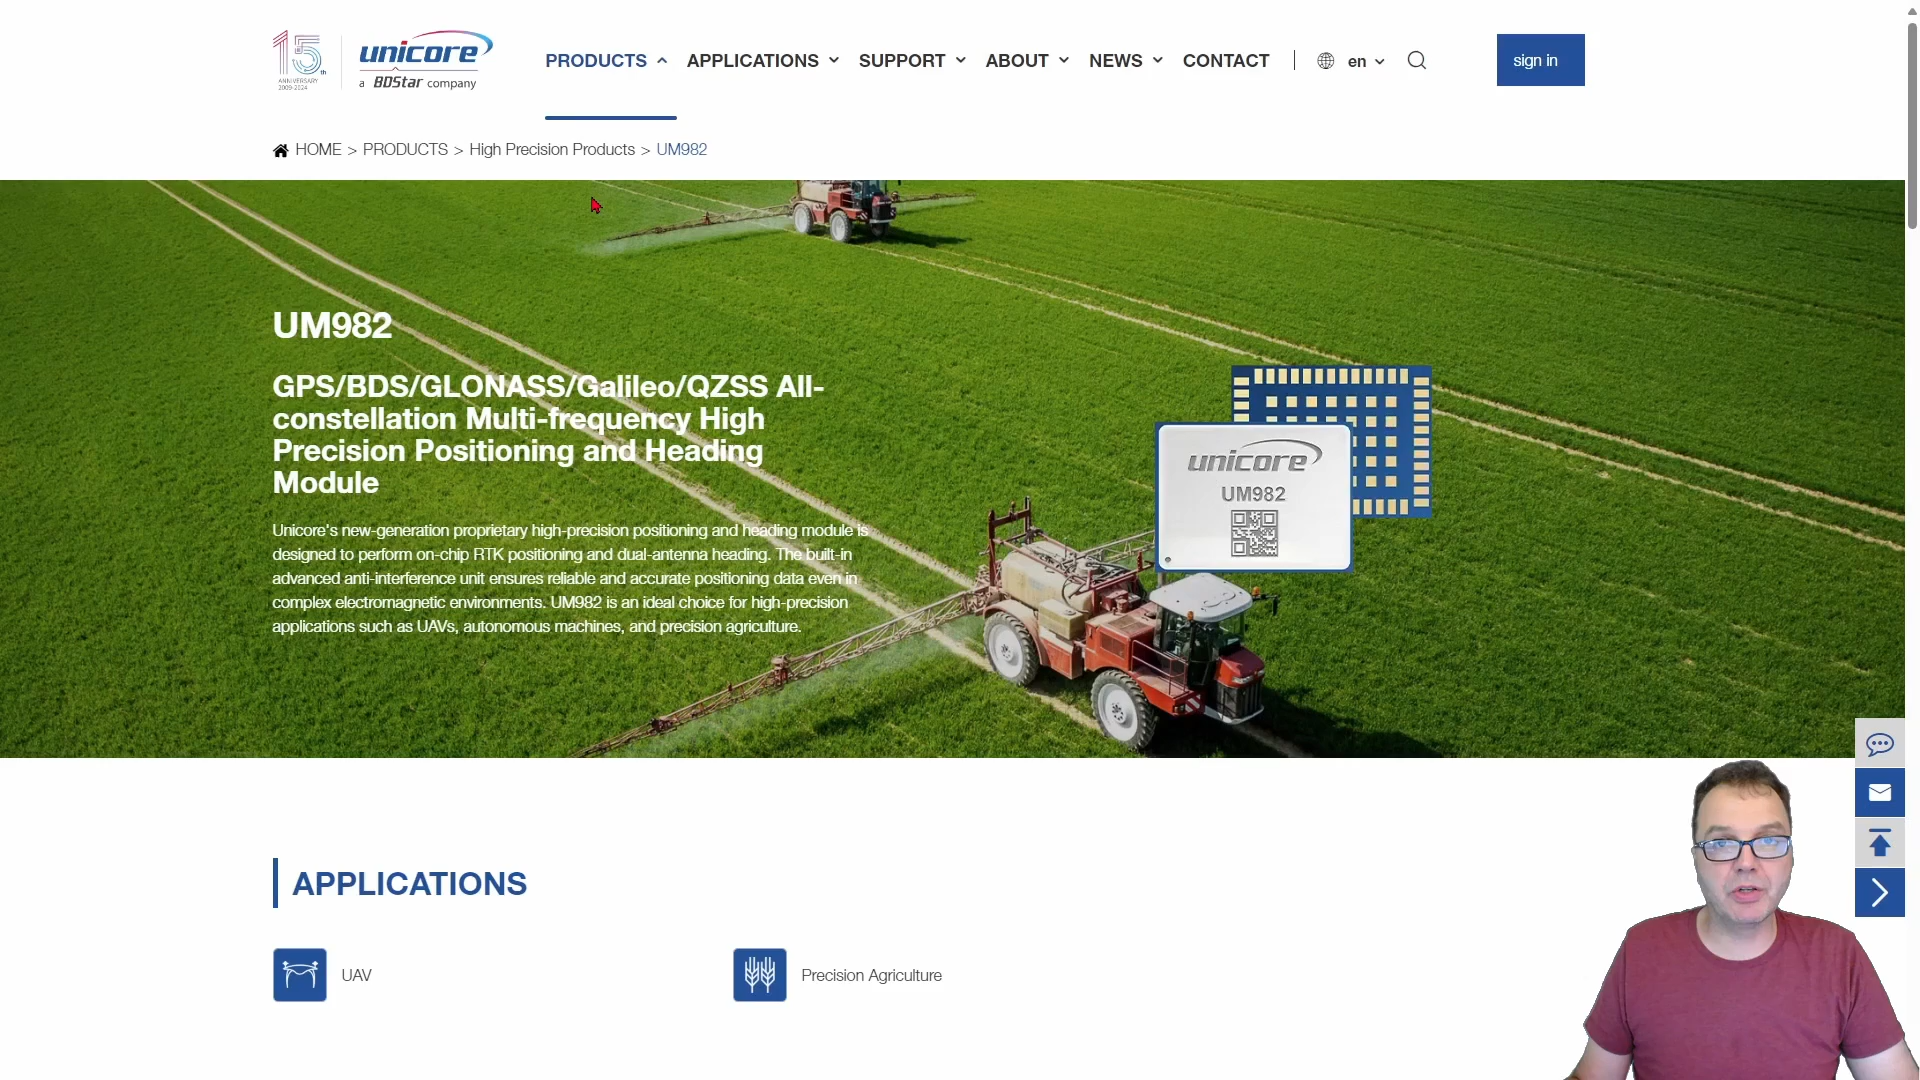 15th
ANNIVERSARY
2009-2024
unicore
a BDStar company
PRODUCTS
APPLICATIONS
SUPPORT
ABOUT
NEWS
CONTACT
en
sign in
HOME > PRODUCTS > High Precision Products > UM982
UM982
GPS/BDS/GLONASS/Galileo/QZSS All-
constellation Multi-frequency High
Precision Positioning and Heading
Module
Unicore's new-generation proprietary high-precision positioning and heading module is
designed to perform on-chip RTK positioning and dual-antenna heading. The built-in
advanced anti-interference unit ensures reliable and accurate positioning data even in
complex electromagnetic environments. UM982 is an ideal choice for high-precision
applications such as UAVs, autonomous machines, and precision agriculture.
unicore
UM982
APPLICATIONS
UAV
Precision Agriculture